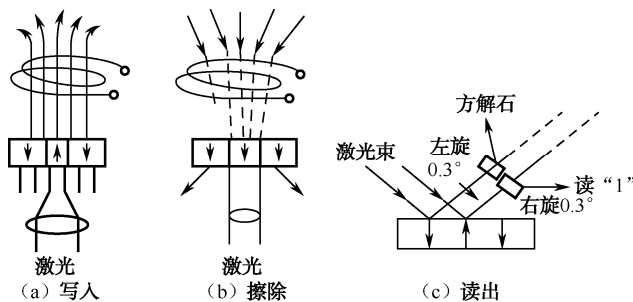 激光
(a) 写入
激光
(b) 擦除
方解石
激光束
左旋
0.3°
读“1”
右旋0.3°
(c) 读出